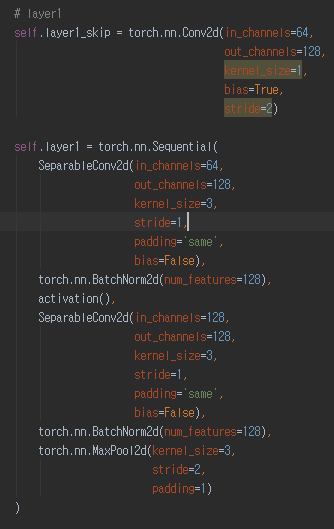 # layer1
self.layer1_skip = torch.nn.Conv2d(in_channels=64,
out_channels=128,
kernel_size=1,
bias=True,
stride=2)
self.layer1 = torch.nn.Sequential(
SeparableConv2d(in_channels=64,
out_channels=128,
kernel_size=3,
stride=1,
padding='same',
bias=False),
torch.nn.BatchNorm2d(num_features=128),
activation(),
SeparableConv2d(in_channels=128,
out_channels=128,
kernel_size=3,
stride=1,
padding='same',
bias=False),
torch.nn.BatchNorm2d(num_features=128),
torch.nn.MaxPool2d(kernel_size=3,
stride=2,
padding=1)
)